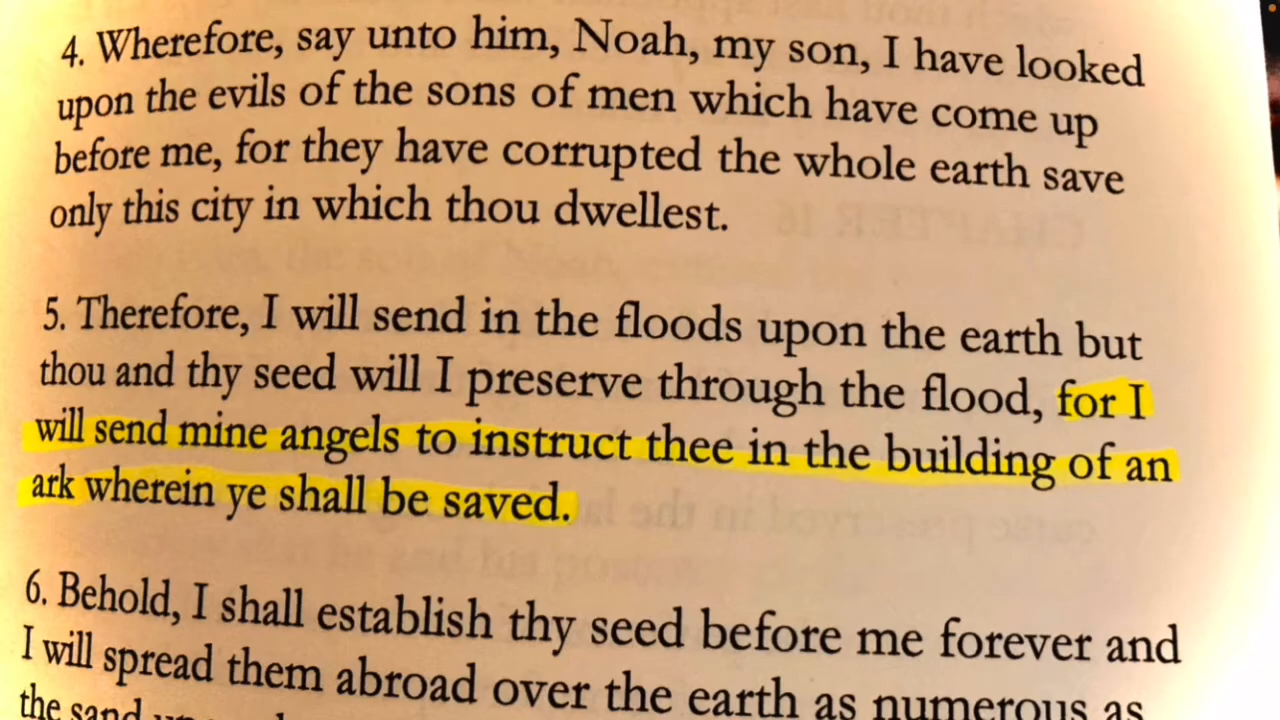 4. Wherefore, say unto him, Noah, my son, I have looked
upon the evils of the sons of men which have come up
before me, for they have corrupted the whole earth save
only this city in which thou dwellest.
5. Therefore, I will send in the floods upon the earth but
thou and thy seed will I preserve through the flood, for I
will send mine angels to instruct thee in the building of an
ark wherein ye shall be saved.
6. Behold, I shall establish thy seed before me forever and
I will spread them abroad over the earth as numerous as
the sand